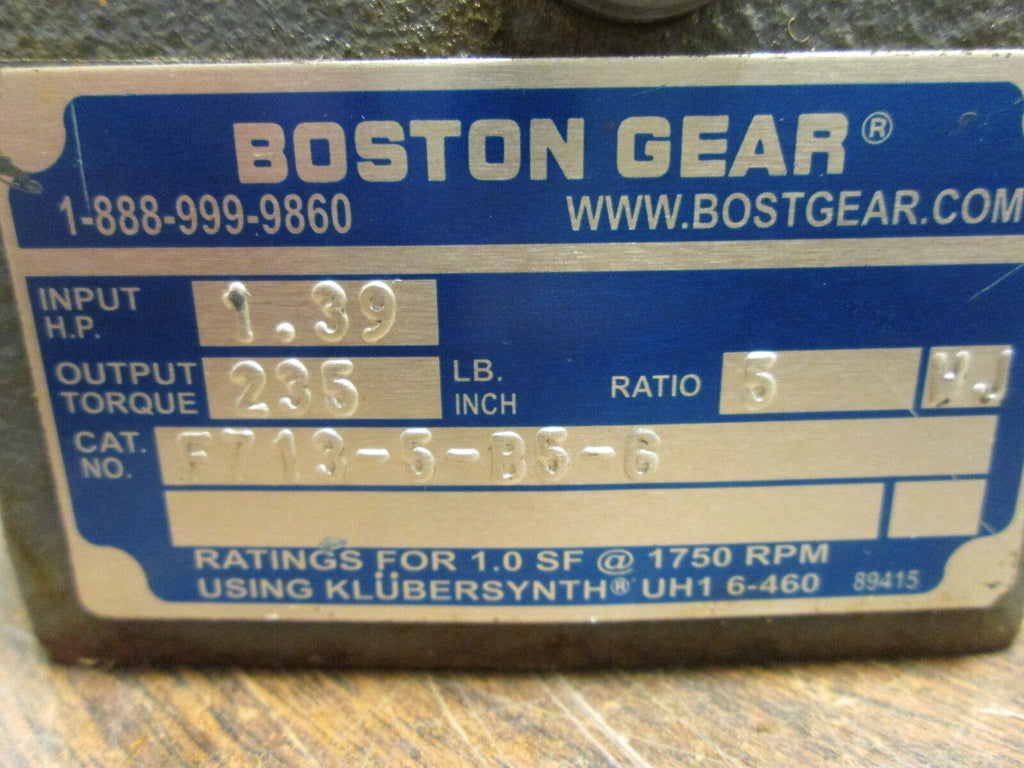 BOSTON GEAR®
1-888-999-9860 WWW.BOSTGEAR.COM
INPUT H.P. 1.39
OUTPUT TORQUE 235 LB. INCH RATIO 5 HJ
CAT. NO. F713-5-B5-G
RATINGS FOR 1.0 SF @ 1750 RPM
USING KLÜBERSYNTH® UH1 6-460 89415